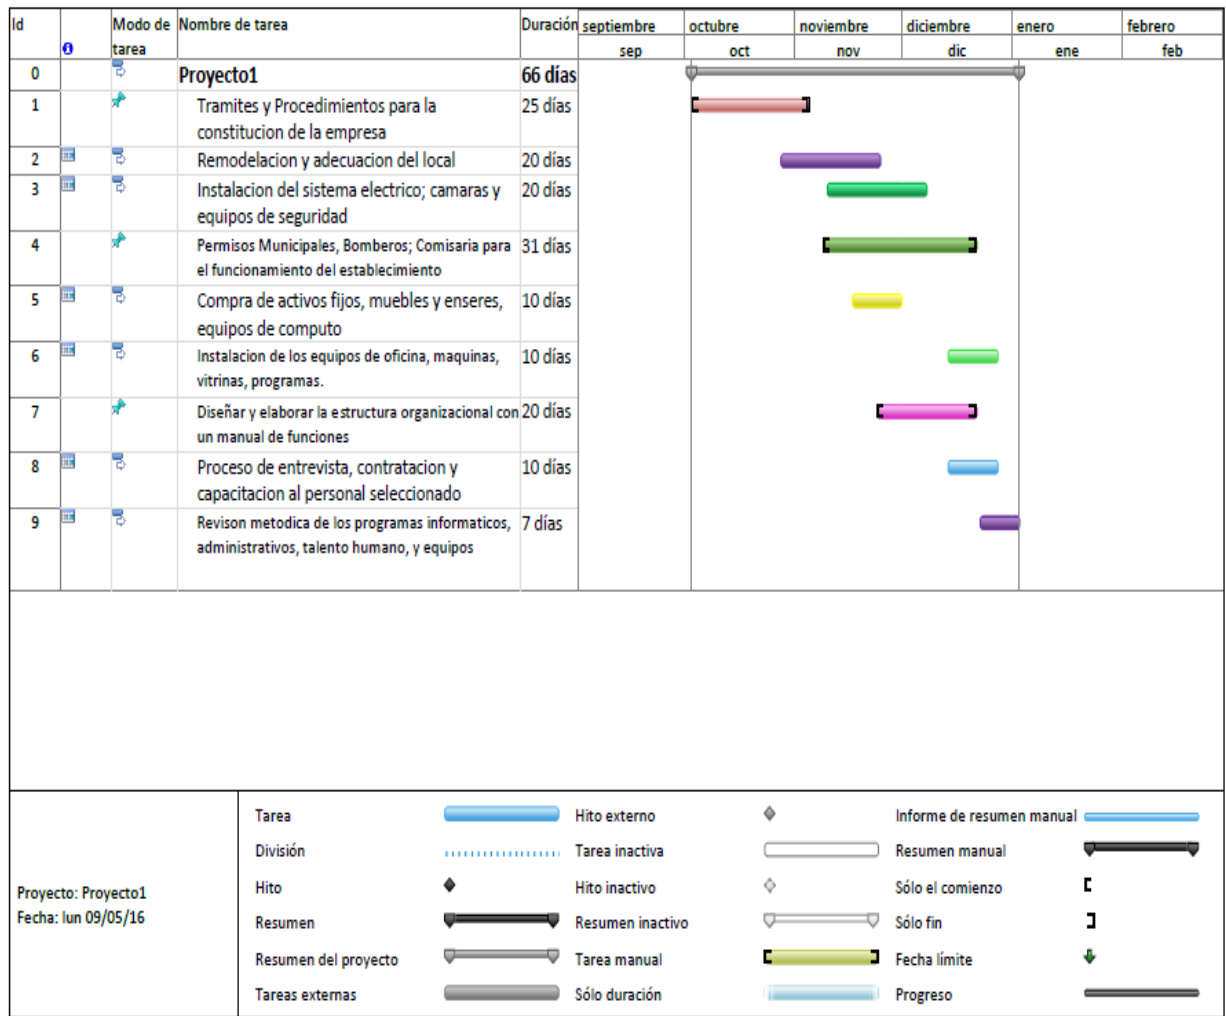 Id Modo de tarea Nombre de tarea Duración septiembre octubre noviembre diciembre enero febrero
sep oct nov dic ene feb
0 Proyecto1 66 días
1 Tramites y Procedimientos para la 25 días
constitucion de la empresa
2 Remodelacion y adecuacion del local 20 días
3 Instalacion del sistema electrico; camaras y 20 días
equipos de seguridad
4 Permisos Municipales, Bomberos; Comisaria para 31 días
el funcionamiento del establecimiento
5 Compra de activos fijos, muebles y enseres, 10 días
equipos de computo
6 Instalacion de los equipos de oficina, maquinas, 10 días
vitrinas, programas.
7 Diseñar y elaborar la estructura organizacional con 20 días
un manual de funciones
8 Proceso de entrevista, contratacion y 10 días
capacitacion al personal seleccionado
9 Revison metodica de los programas informaticos, 7 días
administrativos, talento humano, y equipos
Proyecto: Proyecto1
Fecha: lun 09/05/16
Tarea Hito externo Informe de resumen manual
División Tarea inactiva Resumen manual
Hito Hito inactivo Sólo el comienzo
Resumen Resumen inactivo Sólo fin
Resumen del proyecto Tarea manual Fecha límite
Tareas externas Sólo duración Progreso